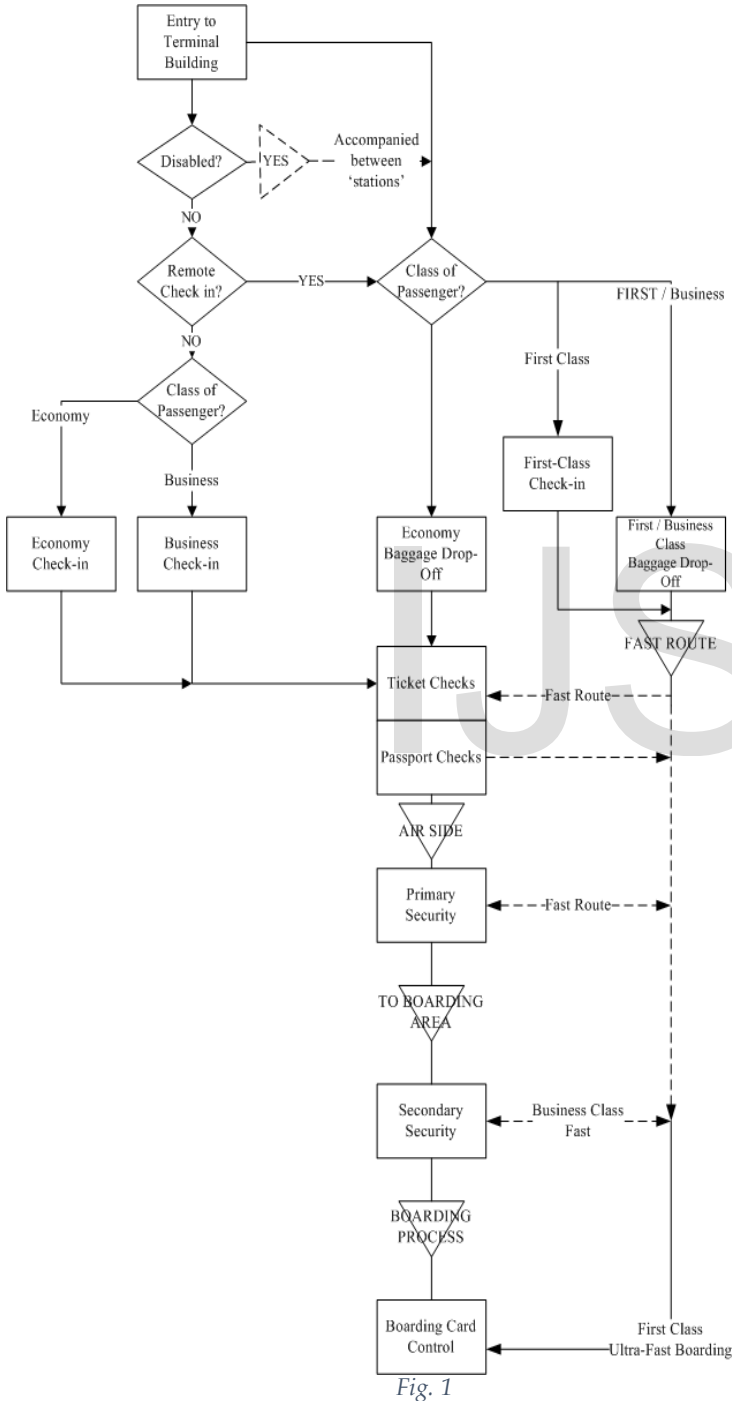 Entry to
Terminal
Building
Disabled?
YES
Accompanied
between
‘stations’
NO
Remote
Check in?
YES
Class of
Passenger?
FIRST / Business
NO
First Class
Class of
Passenger?
Economy
Business
First-Class
Check-in
Economy
Check-in
Business
Check-in
Economy
Baggage Drop-
Off
First / Business
Class
Baggage Drop-
Off
FAST ROUTE
Ticket Checks
Fast Route
Passport Checks
AIR SIDE
Primary
Security
Fast Route
TO BOARDING
AREA
Secondary
Security
Business Class
Fast
BOARDING
PROCESS
Boarding Card
Control
First Class
Ultra-Fast Boarding
Fig. 1
IJS